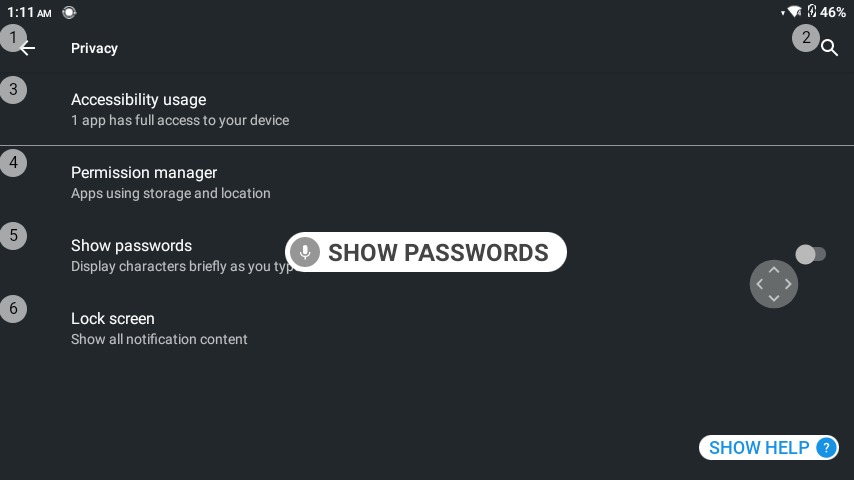 1:11 AM 46%
1 Privacy 2
3 Accessibility usage
1 app has full access to your device
4 Permission manager
Apps using storage and location
5 Show passwords
Display characters briefly as you typ
SHOW PASSWORDS
6 Lock screen
Show all notification content
SHOW HELP ?